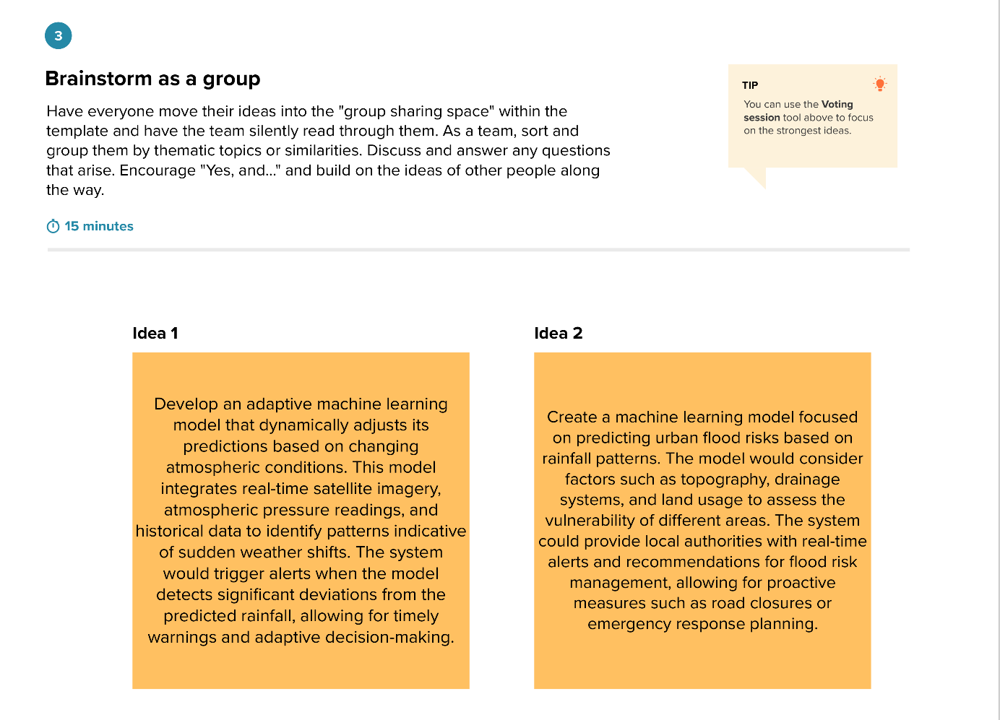 3
Brainstorm as a group
Have everyone move their ideas into the "group sharing space" within the
template and have the team silently read through them. As a team, sort and
group them by thematic topics or similarities. Discuss and answer any questions
that arise. Encourage "Yes, and..." and build on the ideas of other people along
the way.
15 minutes
TIP
You can use the Voting
session tool above to focus
on the strongest ideas.
Idea 1
Develop an adaptive machine learning
model that dynamically adjusts its
predictions based on changing
atmospheric conditions. This model
integrates real-time satellite imagery,
atmospheric pressure readings, and
historical data to identify patterns indicative
of sudden weather shifts. The system
would trigger alerts when the model
detects significant deviations from the
predicted rainfall, allowing for timely
warnings and adaptive decision-making.
Idea 2
Create a machine learning model focused
on predicting urban flood risks based on
rainfall patterns. The model would consider
factors such as topography, drainage
systems, and land usage to assess the
vulnerability of different areas. The system
could provide local authorities with real-time
alerts and recommendations for flood risk
management, allowing for proactive
measures such as road closures or
emergency response planning.